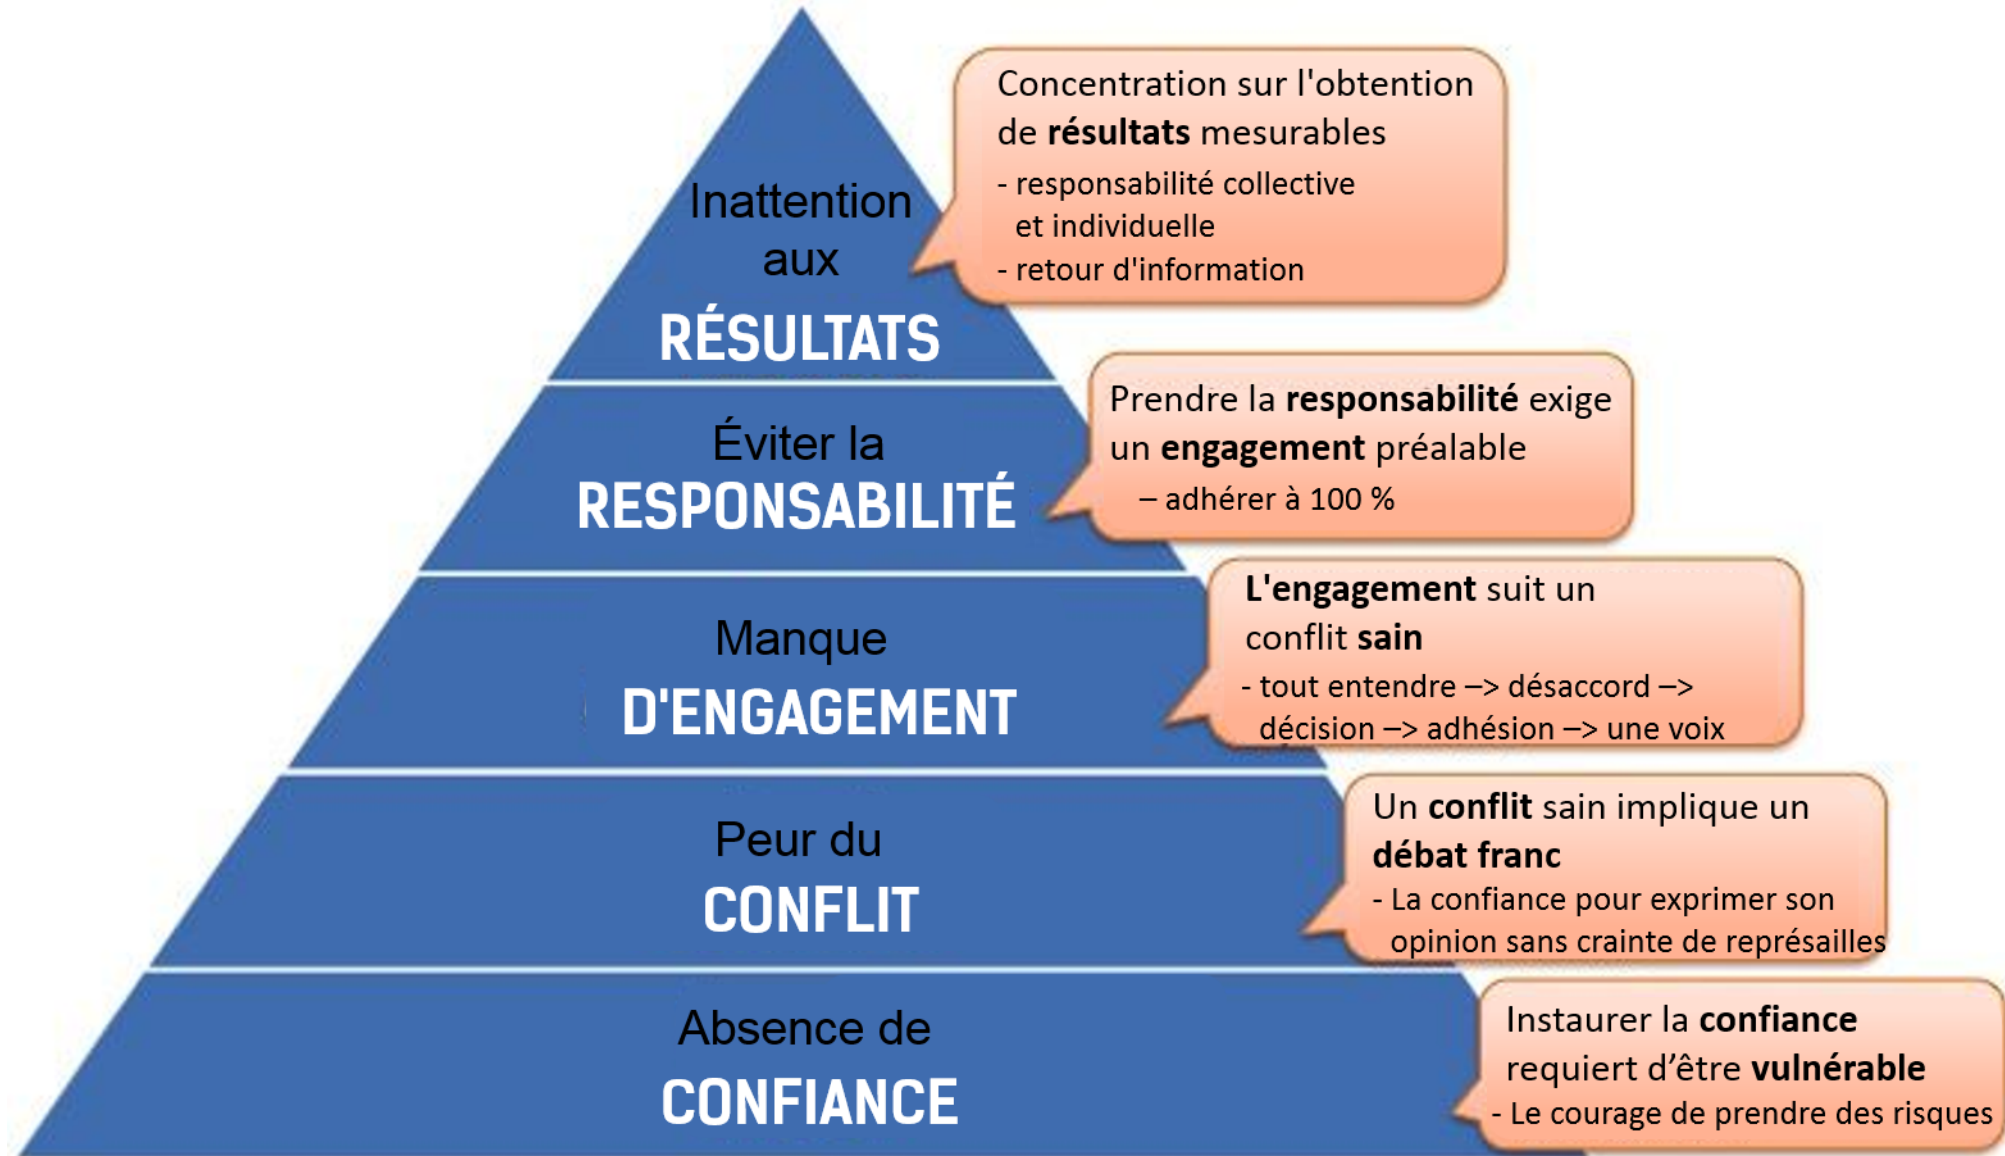 Inattention
aux
RÉSULTATS
Concentration sur l'obtention
de résultats mesurables
- responsabilité collective
et individuelle
- retour d'information
Éviter la
RESPONSABILITÉ
Prendre la responsabilité exige
un engagement préalable
– adhérer à 100 %
Manque
D'ENGAGEMENT
L'engagement suit un
conflit sain
- tout entendre –> désaccord –>
décision –> adhésion –> une voix
Peur du
CONFLIT
Un conflit sain implique un
débat franc
- La confiance pour exprimer son
opinion sans crainte de représailles
Absence de
CONFIANCE
Instaurer la confiance
requiert d’être vulnérable
- Le courage de prendre des risques